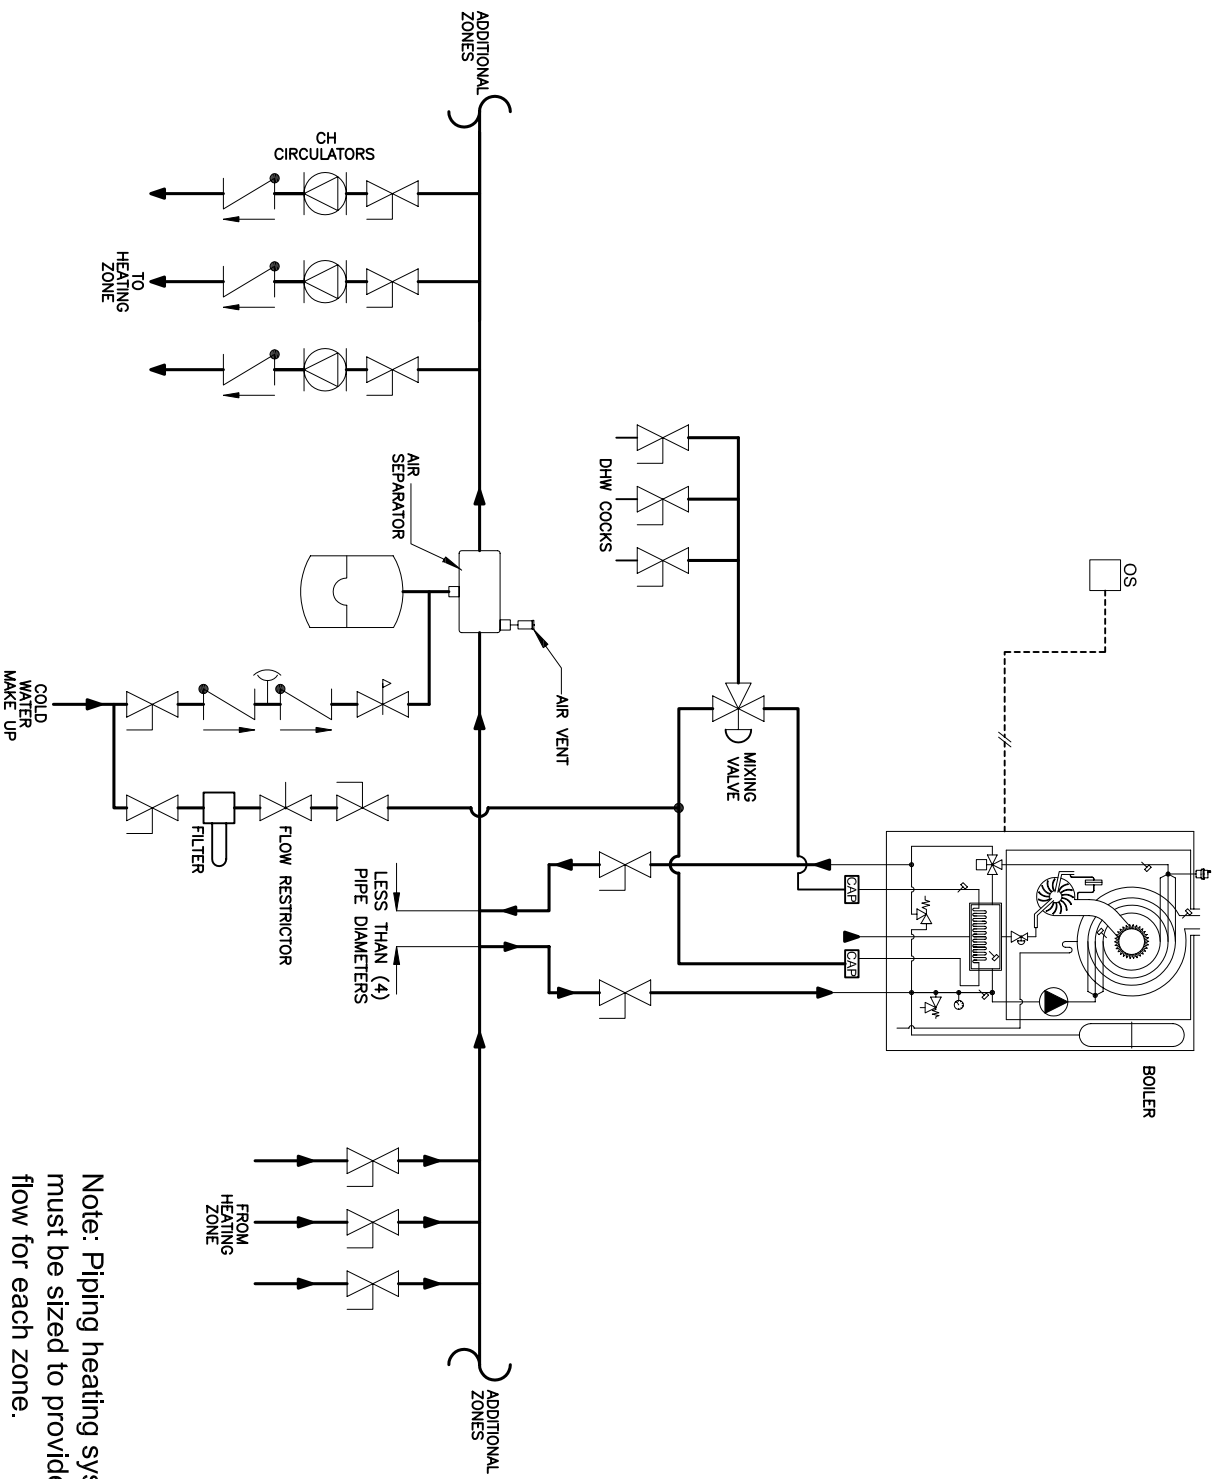 OS
BOILER
CAP
CAP
MIXING
VALVE
DHW COCKS
AIR VENT
AIR
SEPARATOR
ADDITIONAL
ZONES
CH
CIRCULATORS
TO
HEATING
ZONE
LESS THAN (4)
PIPE DIAMETERS
FLOW RESTRICTOR
FILTER
COLD
WATER
MAKE UP
FROM
HEATING
ZONE
ADDITIONAL
ZONES
Note: Piping heating
must be sized to
flow for each zone.